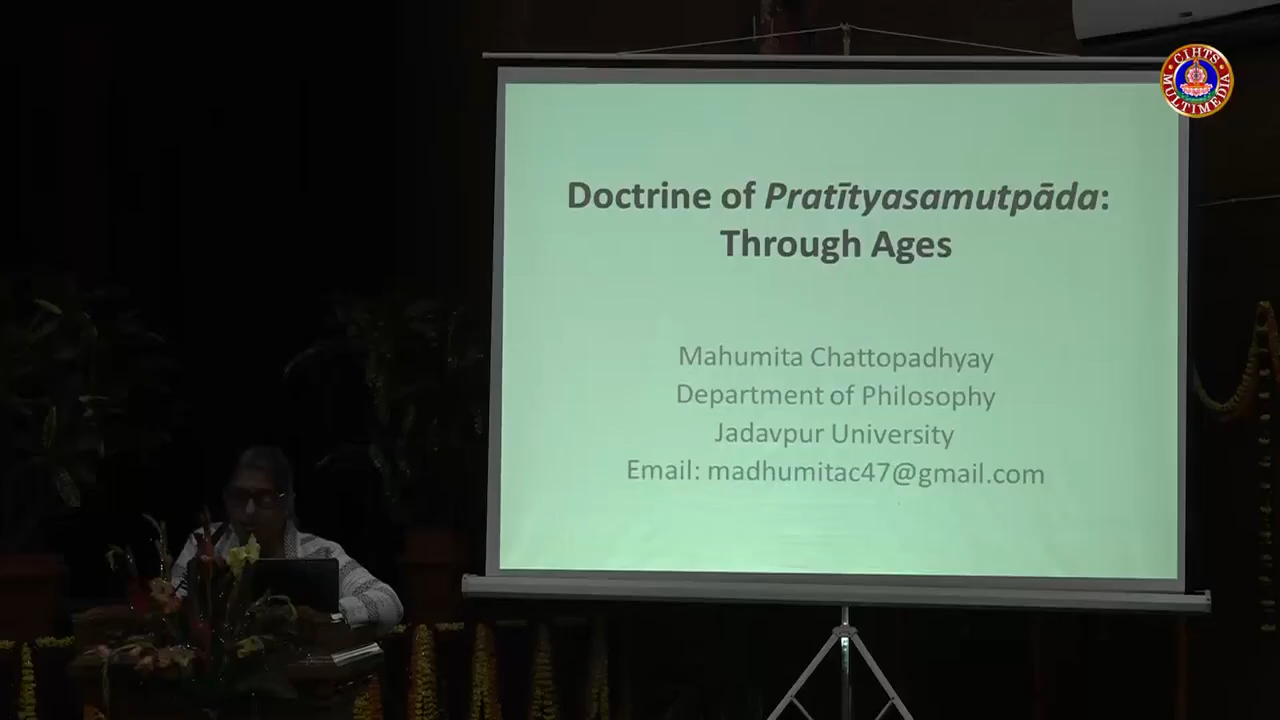 Doctrine of Pratītyasamutpāda:
Through Ages
Mahumita Chattopadhyay
Department of Philosophy
Jadavpur University
Email: madhumitac47@gmail.com
CIHTS
MULTIMEDIA